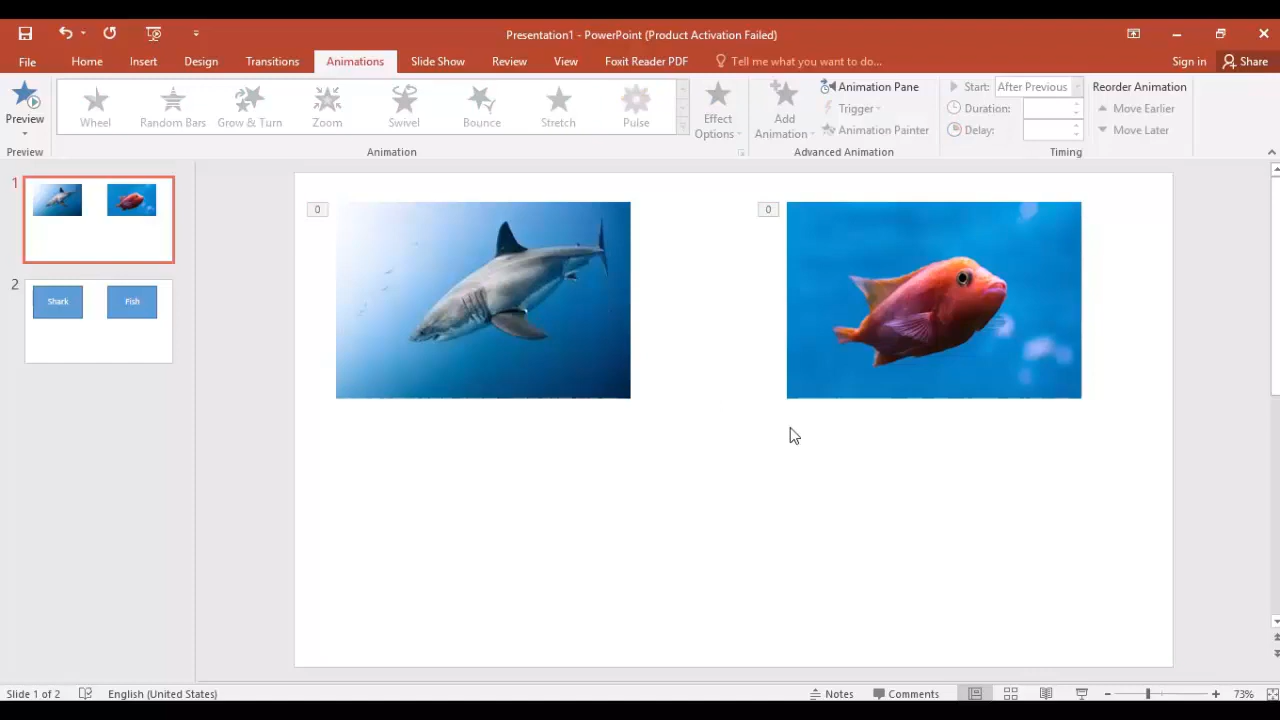 Presentation1 - PowerPoint (Product Activation Failed)
File Home Insert Design Transitions Animations Slide Show Review View Foxit Reader PDF Tell me what you want to do... Sign in Share
Preview
Wheel Random Bars Grow & Turn Zoom Swivel Bounce Stretch Pulse
Effect Options
Add Animation
Animation Pane
Trigger
Animation Painter
Start: After Previous
Duration:
Delay:
Reorder Animation
Move Earlier
Move Later
Preview Animation Advanced Animation Timing
1
2
Shark Fish
0 0
Slide 1 of 2 English (United States) Notes Comments 73%